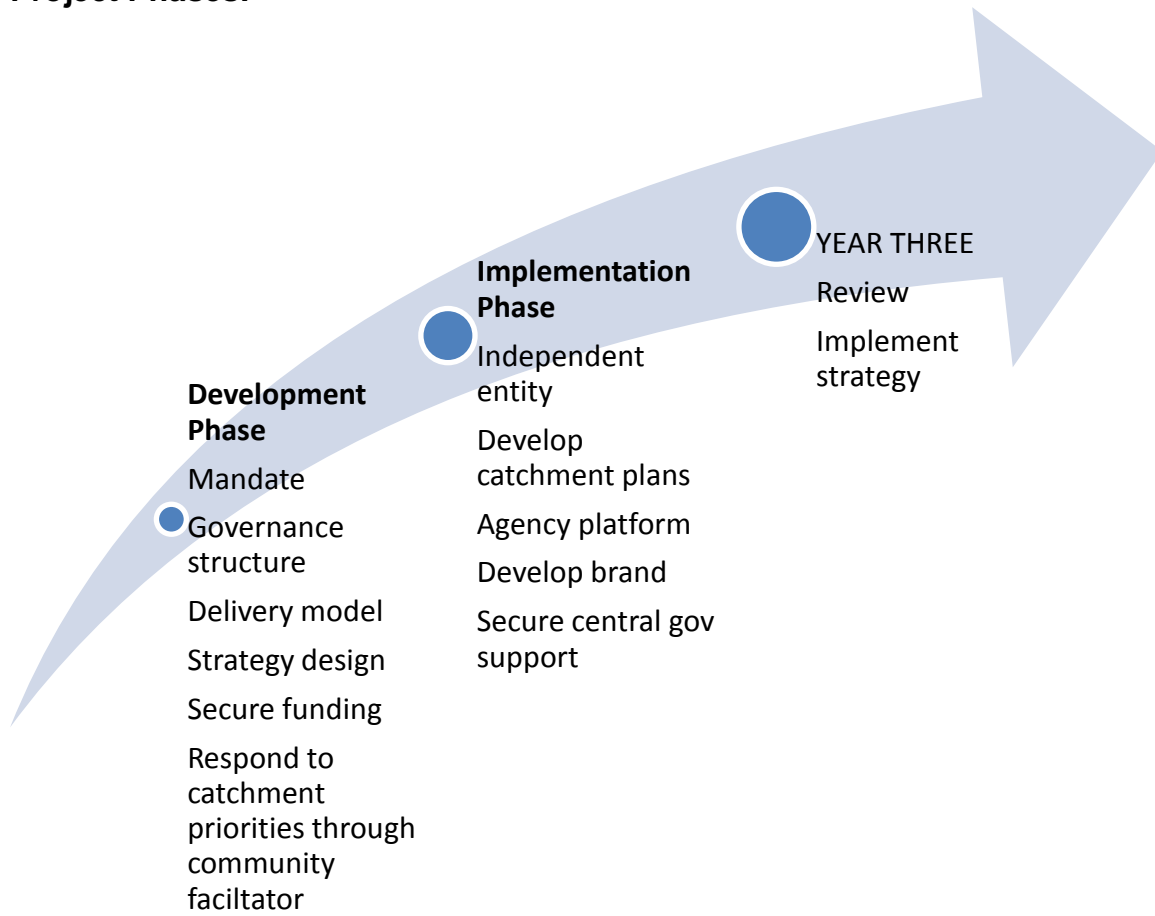 Project Phases:
Development
Phase
Mandate
Governance
structure
Delivery model
Strategy design
Secure funding
Respond to
catchment
priorities through
community
faciltator
Implementation
Phase
Independent
entity
Develop
catchment plans
Agency platform
Develop brand
Secure central gov
support
YEAR THREE
Review
Implement
strategy